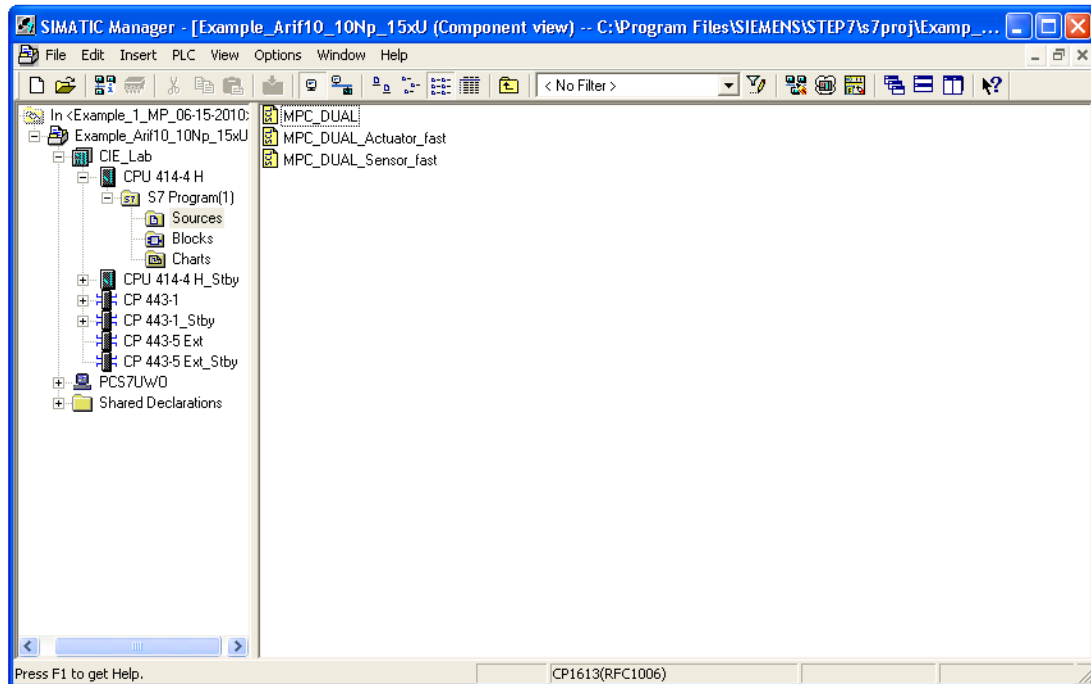 SIMATIC Manager - [Example_Arif10_10Np_15xU (Component view) -- C:\Program Files\SIEMENS\STEP7\s7proj\Examp_...
File Edit Insert PLC View Options Window Help
< No Filter >
In <Example_1_MP_06-15-2010:
Example_Arif10_10Np_15xU
CIE_Lab
CPU 414-4 H
S7 Program(1)
Sources
Blocks
Charts
CPU 414-4 H_Stby
CP 443-1
CP 443-1_Stby
CP 443-5 Ext
CP 443-5 Ext_Stby
PCS7UWO
Shared Declarations
MPC_DUAL
MPC_DUAL_Actuator_fast
MPC_DUAL_Sensor_fast
Press F1 to get Help.
CP1613(RFC1006)